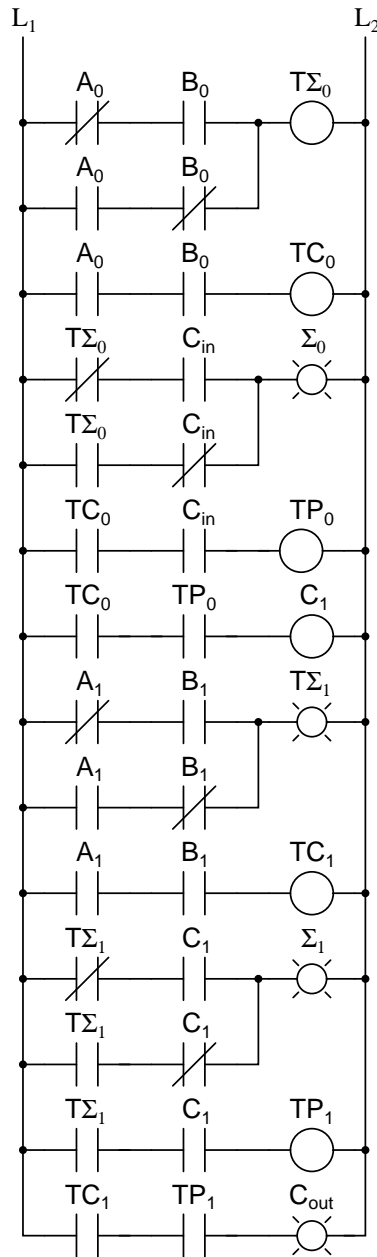 L₁ L₂
A₀ B₀ TΣ₀
A₀ B₀
A₀ B₀ TC₀
TΣ₀ Cᵢₙ Σ₀
TΣ₀ Cᵢₙ
TC₀ Cᵢₙ TP₀
TC₀ TP₀ C₁
A₁ B₁ TΣ₁
A₁ B₁
A₁ B₁ TC₁
TΣ₁ C₁ Σ₁
TΣ₁ C₁
TΣ₁ C₁ TP₁
TC₁ TP₁ Cout